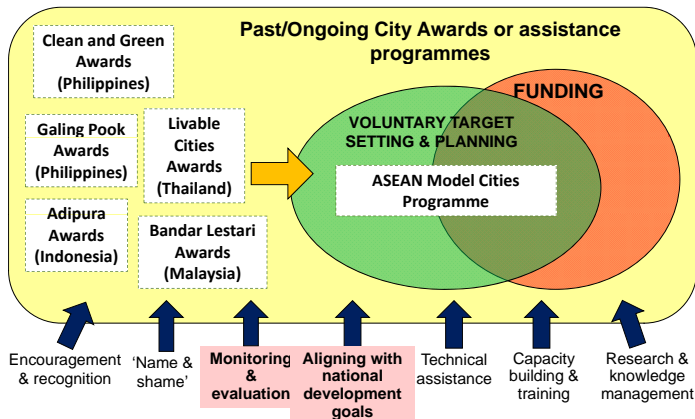 Past/Ongoing City Awards or assistance
programmes
Clean and Green
Awards
(Philippines)
Galing Pook
Awards
(Philippines)
Livable
Cities
Awards
(Thailand)
Adipura
Awards
(Indonesia)
Bandar Lestari
Awards
(Malaysia)
FUNDING
VOLUNTARY TARGET
SETTING & PLANNING
ASEAN Model Cities
Programme
Encouragement
& recognition
‘Name &
shame’
Monitoring
&
evaluation
Aligning with
national
development
goals
Technical
assistance
Capacity
building &
training
Research &
knowledge
management